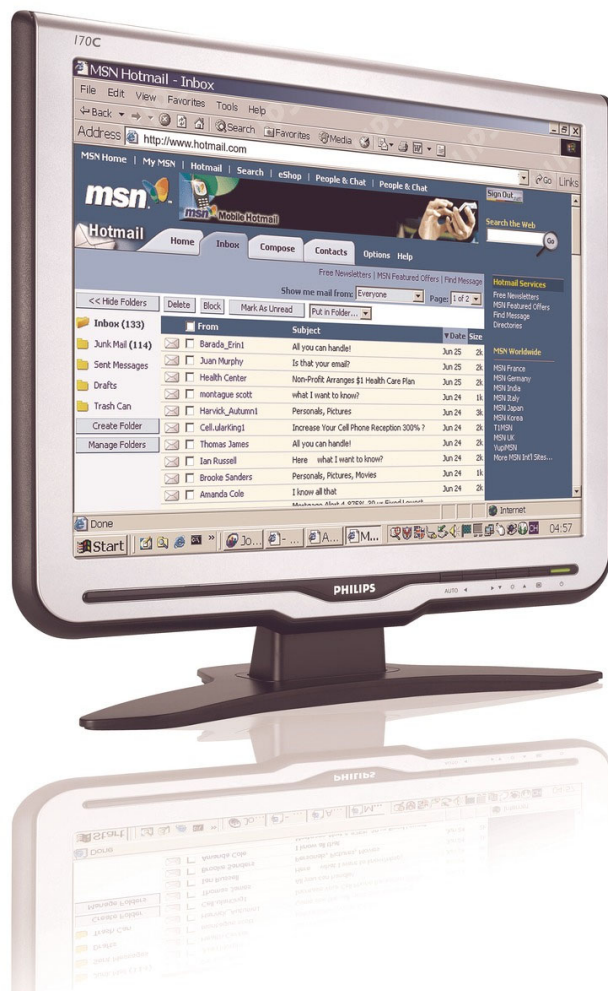 170C
MSN Hotmail - Inbox
File Edit View Favorites Tools Help
Back Search Favorites Media
Address http://www.hotmail.com Go Links
MSN Home | My MSN | Hotmail | Search | eShop | People & Chat | People & Chat
Sign Out...
msn
msn Mobile Hotmail
Search the Web
Go
Hotmail
Home Inbox Compose Contacts Options Help
Free Newsletters | MSN Featured Offers | Find Message
Show me mail from: Everyone Page: 1 of 2
<< Hide Folders Delete Block Mark As Unread Put in Folder...
From Subject Date Size
Inbox (133)
Junk Mail (114)
Sent Messages
Drafts
Trash Can
Create Folder
Manage Folders
Barada_Erin1 All you can handle! Jun 25 2k
Juan Murphy Is that your email? Jun 25 2k
Health Center Non-Profit Arranges $1 Health Care Plan Jun 25 2k
montague scott what I want to know? Jun 24 1k
Harvick_Autumn1 Personals, Pictures Jun 24 3k
Cell.ularKing1 Increase Your Cell Phone Reception 300% ? Jun 24 2k
Thomas James All you can handle! Jun 24 2k
Ian Russell Here what I want to know? Jun 24 2k
Brooke Sanders Personals, Pictures, Movies Jun 24 1k
Amanda Cole I know all that Jun 24 2k
Hotmail Services
Free Newsletters
MSN Featured Offers
Find Message
Directories
MSN Worldwide
MSN France
MSN Germany
MSN India
MSN Italy
MSN Japan
MSN Korea
T1MSN
MSN UK
YupiMSN
More MSN Int'l Sites...
Done Internet
Start Jo... - ... A... M... 04:57
PHILIPS
AUTO